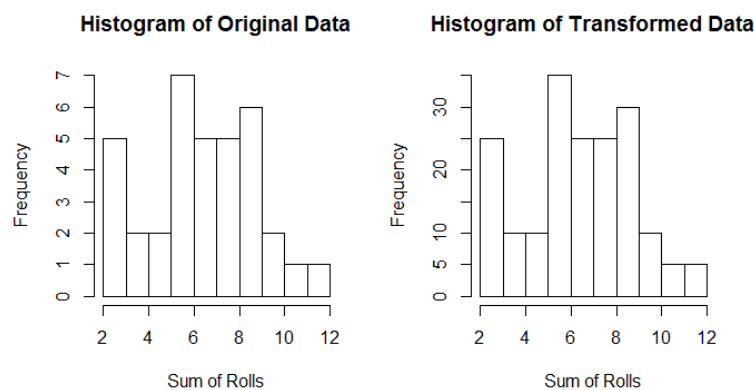 Histogram of Original Data
Frequency
0 1 2 3 4 5 6 7
2 4 6 8 10 12
Sum of Rolls
Histogram of Transformed Data
Frequency
0 5 10 20 30
2 4 6 8 10 12
Sum of Rolls